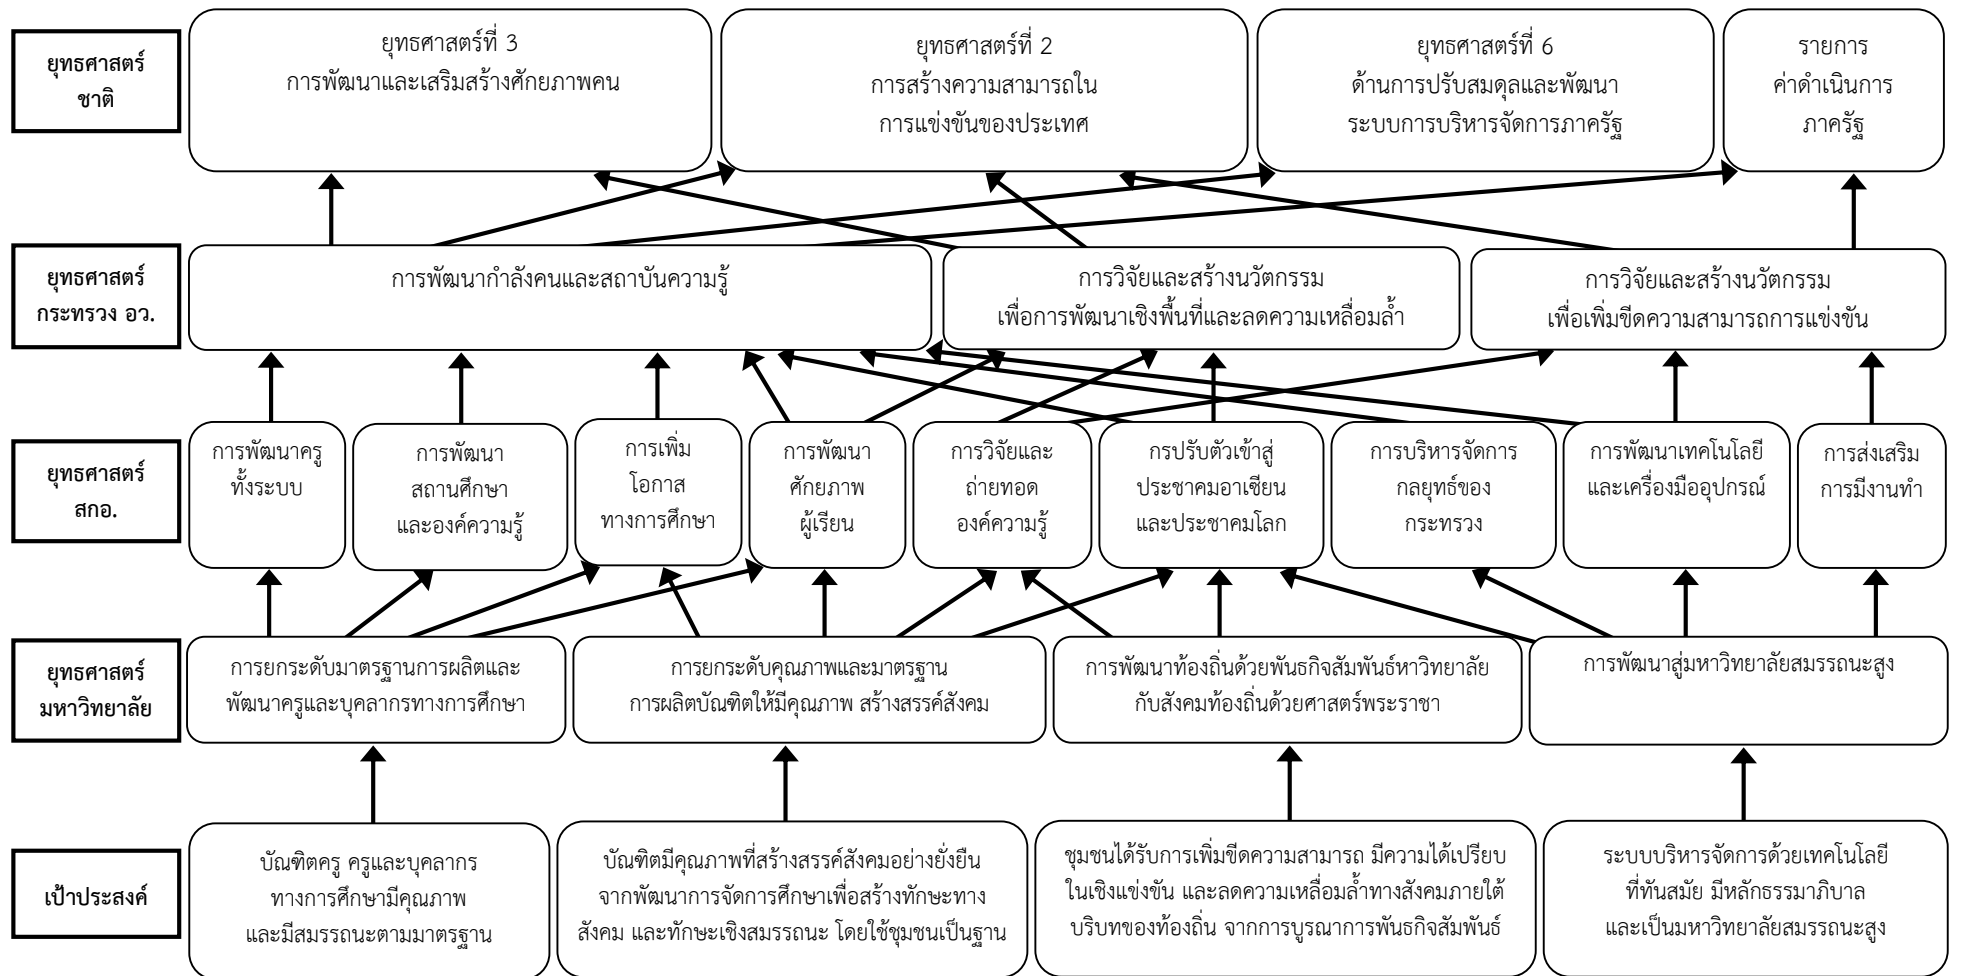 ยุทธศาสตร์
ชาติ
ยุทธศาสตร์ที่ 3
การพัฒนาและเสริมสร้างศักยภาพคน
ยุทธศาสตร์ที่ 2
การสร้างความสามารถใน
การแข่งขันของประเทศ
ยุทธศาสตร์ที่ 6
ด้านการปรับสมดุลและพัฒนา
ระบบการบริหารจัดการภาครัฐ
รายการ
ค่าดำเนินการ
ภาครัฐ
ยุทธศาสตร์
กระทรวง อว.
การพัฒนากำลังคนและสถาบันความรู้
การวิจัยและสร้างนวัตกรรม
เพื่อการพัฒนาเชิงพื้นที่และลดความเหลื่อมล้ำ
การวิจัยและสร้างนวัตกรรม
เพื่อเพิ่มขีดความสามารถการแข่งขัน
ยุทธศาสตร์
สกอ.
การพัฒนาครู
ทั้งระบบ
การพัฒนา
สถานศึกษา
และองค์ความรู้
การเพิ่ม
โอกาส
ทางการศึกษา
การพัฒนา
ศักยภาพ
ผู้เรียน
การวิจัยและ
ถ่ายทอด
องค์ความรู้
กรปรับตัวเข้าสู่
ประชาคมอาเซียน
และประชาคมโลก
การบริหารจัดการ
กลยุทธ์ของ
กระทรวง
การพัฒนาเทคโนโลยี
และเครื่องมืออุปกรณ์
การส่งเสริม
การมีงานทำ
ยุทธศาสตร์
มหาวิทยาลัย
การยกระดับมาตรฐานการผลิตและ
พัฒนาครูและบุคลากรทางการศึกษา
การยกระดับคุณภาพและมาตรฐาน
การผลิตบัณฑิตให้มีคุณภาพ สร้างสรรค์สังคม
การพัฒนาท้องถิ่นด้วยพันธกิจสัมพันธ์มหาวิทยาลัย
กับสังคมท้องถิ่นด้วยศาสตร์พระราชา
การพัฒนาสู่มหาวิทยาลัยสมรรถนะสูง
เป้าประสงค์
บัณฑิตครู ครูและบุคลากร
ทางการศึกษามีคุณภาพ
และมีสมรรถนะตามมาตรฐาน
บัณฑิตมีคุณภาพที่สร้างสรรค์สังคมอย่างยั่งยืน
จากพัฒนาการจัดการศึกษาเพื่อสร้างทักษะทาง
สังคม และทักษะเชิงสมรรถนะ โดยใช้ชุมชนเป็นฐาน
ชุมชนได้รับการเพิ่มขีดความสามารถ มีความได้เปรียบ
ในเชิงแข่งขัน และลดความเหลื่อมล้ำทางสังคมภายใต้
บริบทของท้องถิ่น จากการบูรณาการพันธกิจสัมพันธ์
ระบบบริหารจัดการด้วยเทคโนโลยี
ที่ทันสมัย มีหลักธรรมาภิบาล
และเป็นมหาวิทยาลัยสมรรถนะสูง